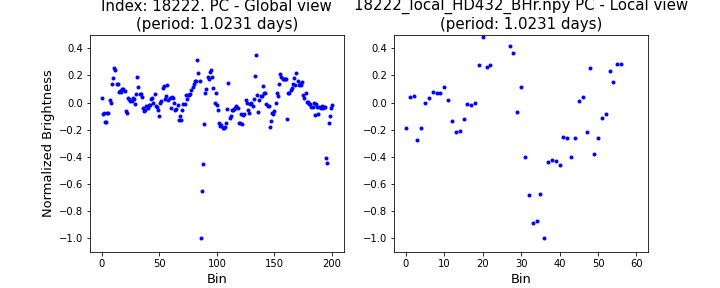 Index: 18222. PC - Global view
(period: 1.0231 days)
18222_local_HD432_BHr.npy PC - Local view
(period: 1.0231 days)
Normalized Brightness
0.4
0.2
0.0
−0.2
−0.4
−0.6
−0.8
−1.0
0 50 100 150 200
Bin
0.4
0.2
0.0
−0.2
−0.4
−0.6
−0.8
−1.0
0 10 20 30 40 50 60
Bin